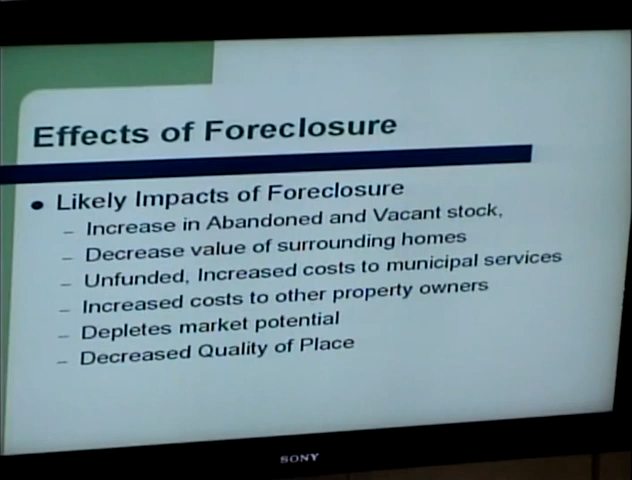 Effects of Foreclosure
● Likely Impacts of Foreclosure
– Increase in Abandoned and Vacant stock,
– Decrease value of surrounding homes
– Unfunded, Increased costs to municipal services
– Increased costs to other property owners
– Depletes market potential
– Decreased Quality of Place
SONY